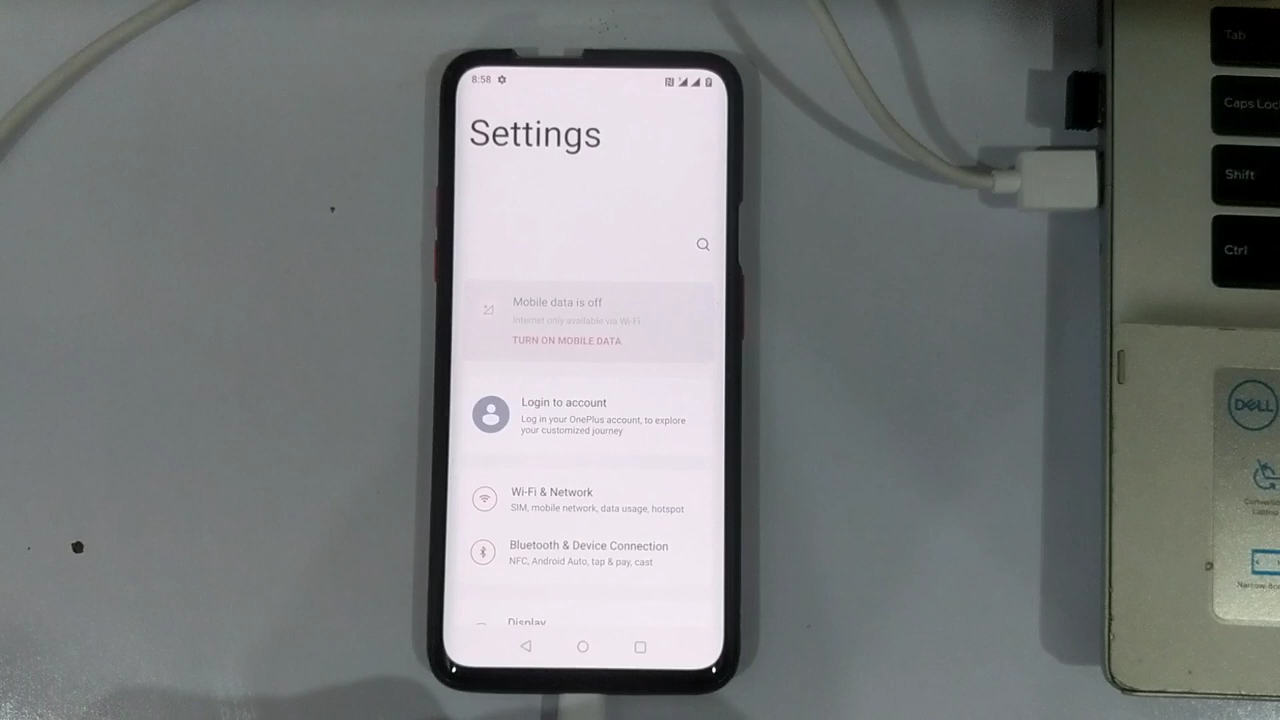 8:58
Settings
Mobile data is off
Internet only available via Wi-Fi
TURN ON MOBILE DATA
Login to account
Log in your OnePlus account, to explore
your customized journey
Wi-Fi & Network
SIM, mobile network, data usage, hotspot
Bluetooth & Device Connection
NFC, Android Auto, tap & pay, cast
Display
Tab
Caps Loc
Shift
Ctrl
DELL
Narrow